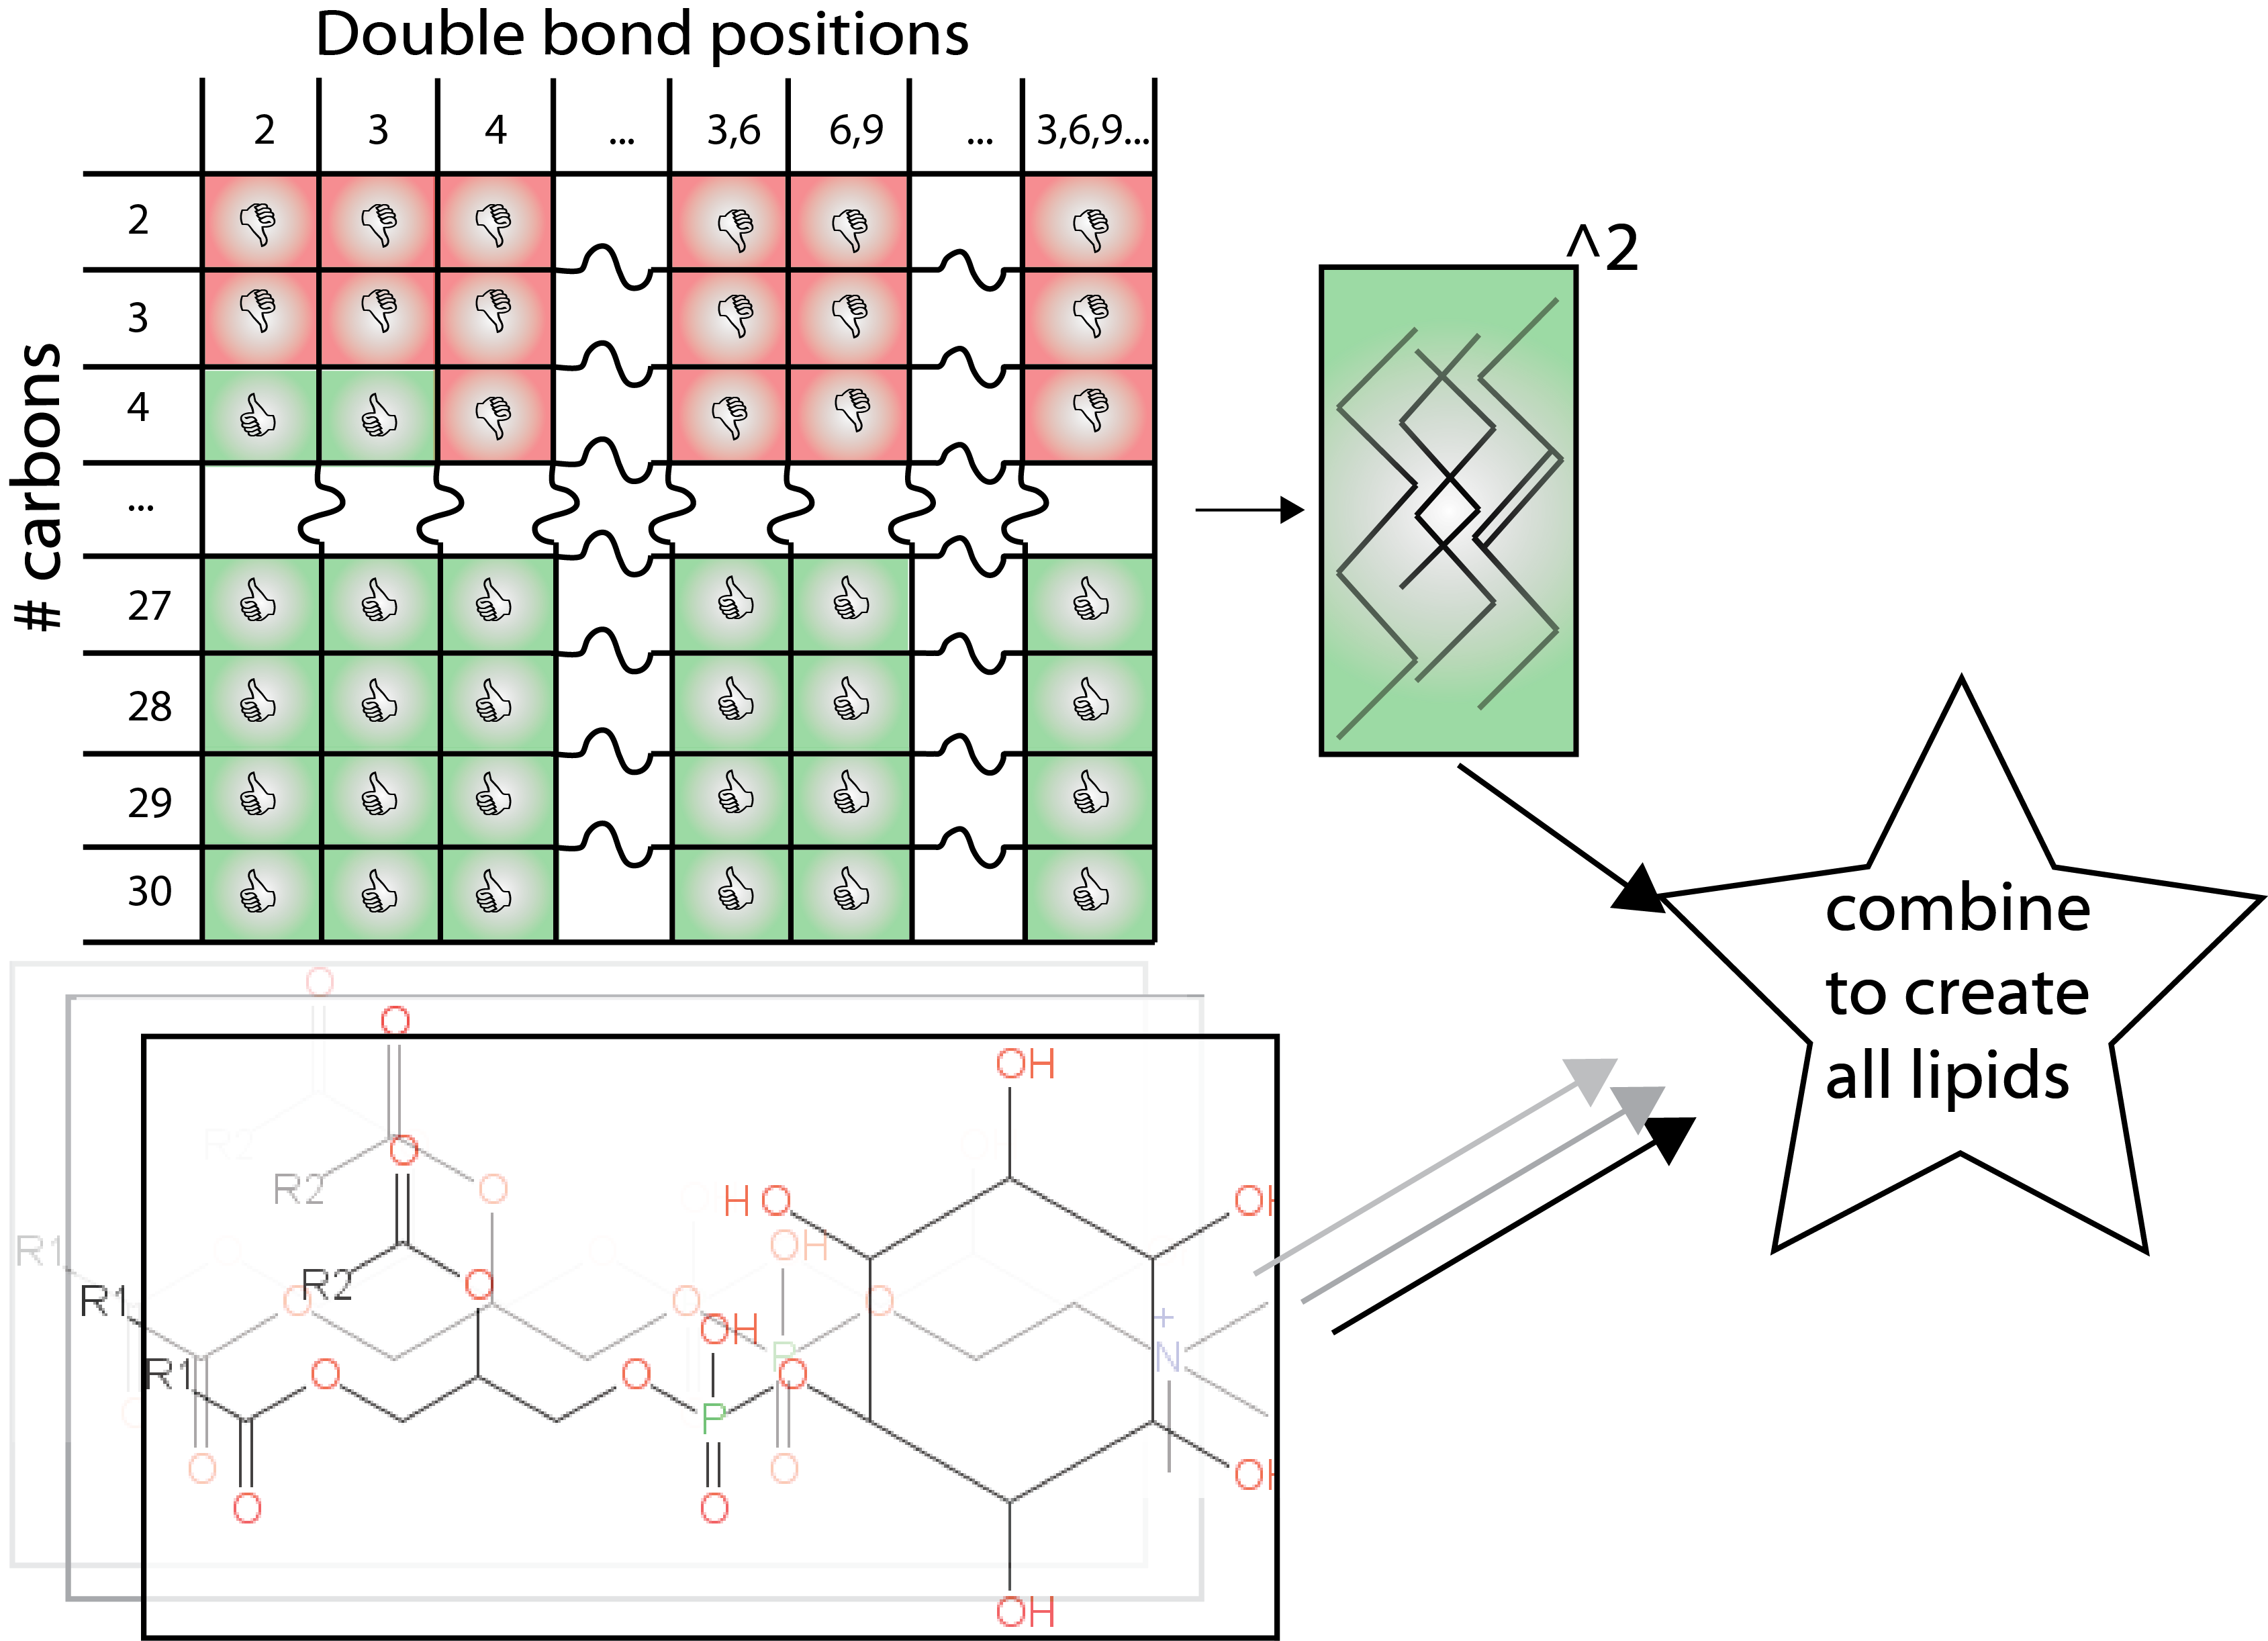 Double bond positions
2 3 4 ... 3,6 6,9 ... 3,6,9...
# carbons
2
3
4
...
27
28
29
30
^2
combine
to create
all lipids
O
O
OH
R2
OH
O
R2
O
HO
OH
R1
O
OH
R2
O
R1
O
O
O
OH
P
O
+
N
R1
O
O
P
O
O
O
O
OH
O
O
OH